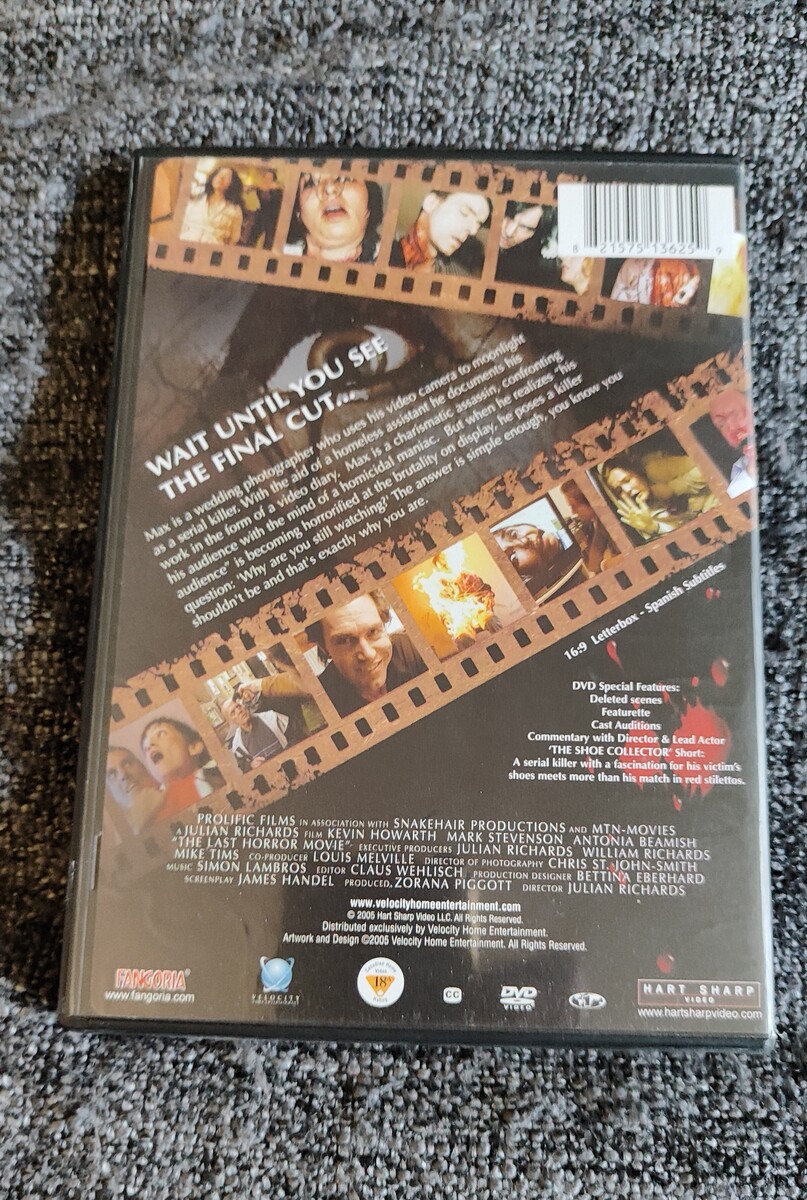 8 21575 13625 9
WAIT UNTIL YOU SEE
THE FINAL CUT...
Max is a wedding photographer who uses his video camera to moonlight
as a serial killer. With the aid of a homeless assistant he documents his
work in the form of a video diary. Max is a charismatic assassin, confronting
his audience with the mind of a homicidal maniac. But when he realizes "his
audience" is becoming horrified at the brutality on display, he poses a killer
question: "Why are you still watching?' The answer is simple enough, you know you
shouldn't be and that's exactly why you are.
16:9 Letterbox - Spanish Subtitles
DVD Special Features:
Deleted scenes
Featurette
Cast Auditions
Commentary with Director & Lead Actor
'THE SHOE COLLECTOR' Short:
A serial killer with a fascination for his victim's
shoes meets more than his match in red stilettos.
PROLIFIC FILMS IN ASSOCIATION WITH SNAKEHAIR PRODUCTIONS AND MTN-MOVIES
A JULIAN RICHARDS FILM KEVIN HOWARTH MARK STEVENSON ANTONIA BEAMISH
"THE LAST HORROR MOVIE" EXECUTIVE PRODUCERS JULIAN RICHARDS WILLIAM RICHARDS
MIKE TIMS CO-PRODUCER LOUIS MELVILLE DIRECTOR OF PHOTOGRAPHY CHRIS ST. JOHN-SMITH
MUSIC SIMON LAMBROS EDITOR CLAUS WEHLISCH PRODUCTION DESIGNER BETTINA EBERHARD
SCREENPLAY JAMES HANDEL PRODUCED ZORANA PIGGOTT DIRECTOR JULIAN RICHARDS
www.velocityhomeentertainment.com
© 2005 Hart Sharp Video LLC. All Rights Reserved.
Distributed exclusively by Velocity Home Entertainment.
Artwork and Design ©2005 Velocity Home Entertainment. All Rights Reserved.
FANGORIA®
www.fangoria.com
VELOCITY
18
CC
DVD
VIDEO
HART SHARP
VIDEO
www.hartsharpvideo.com